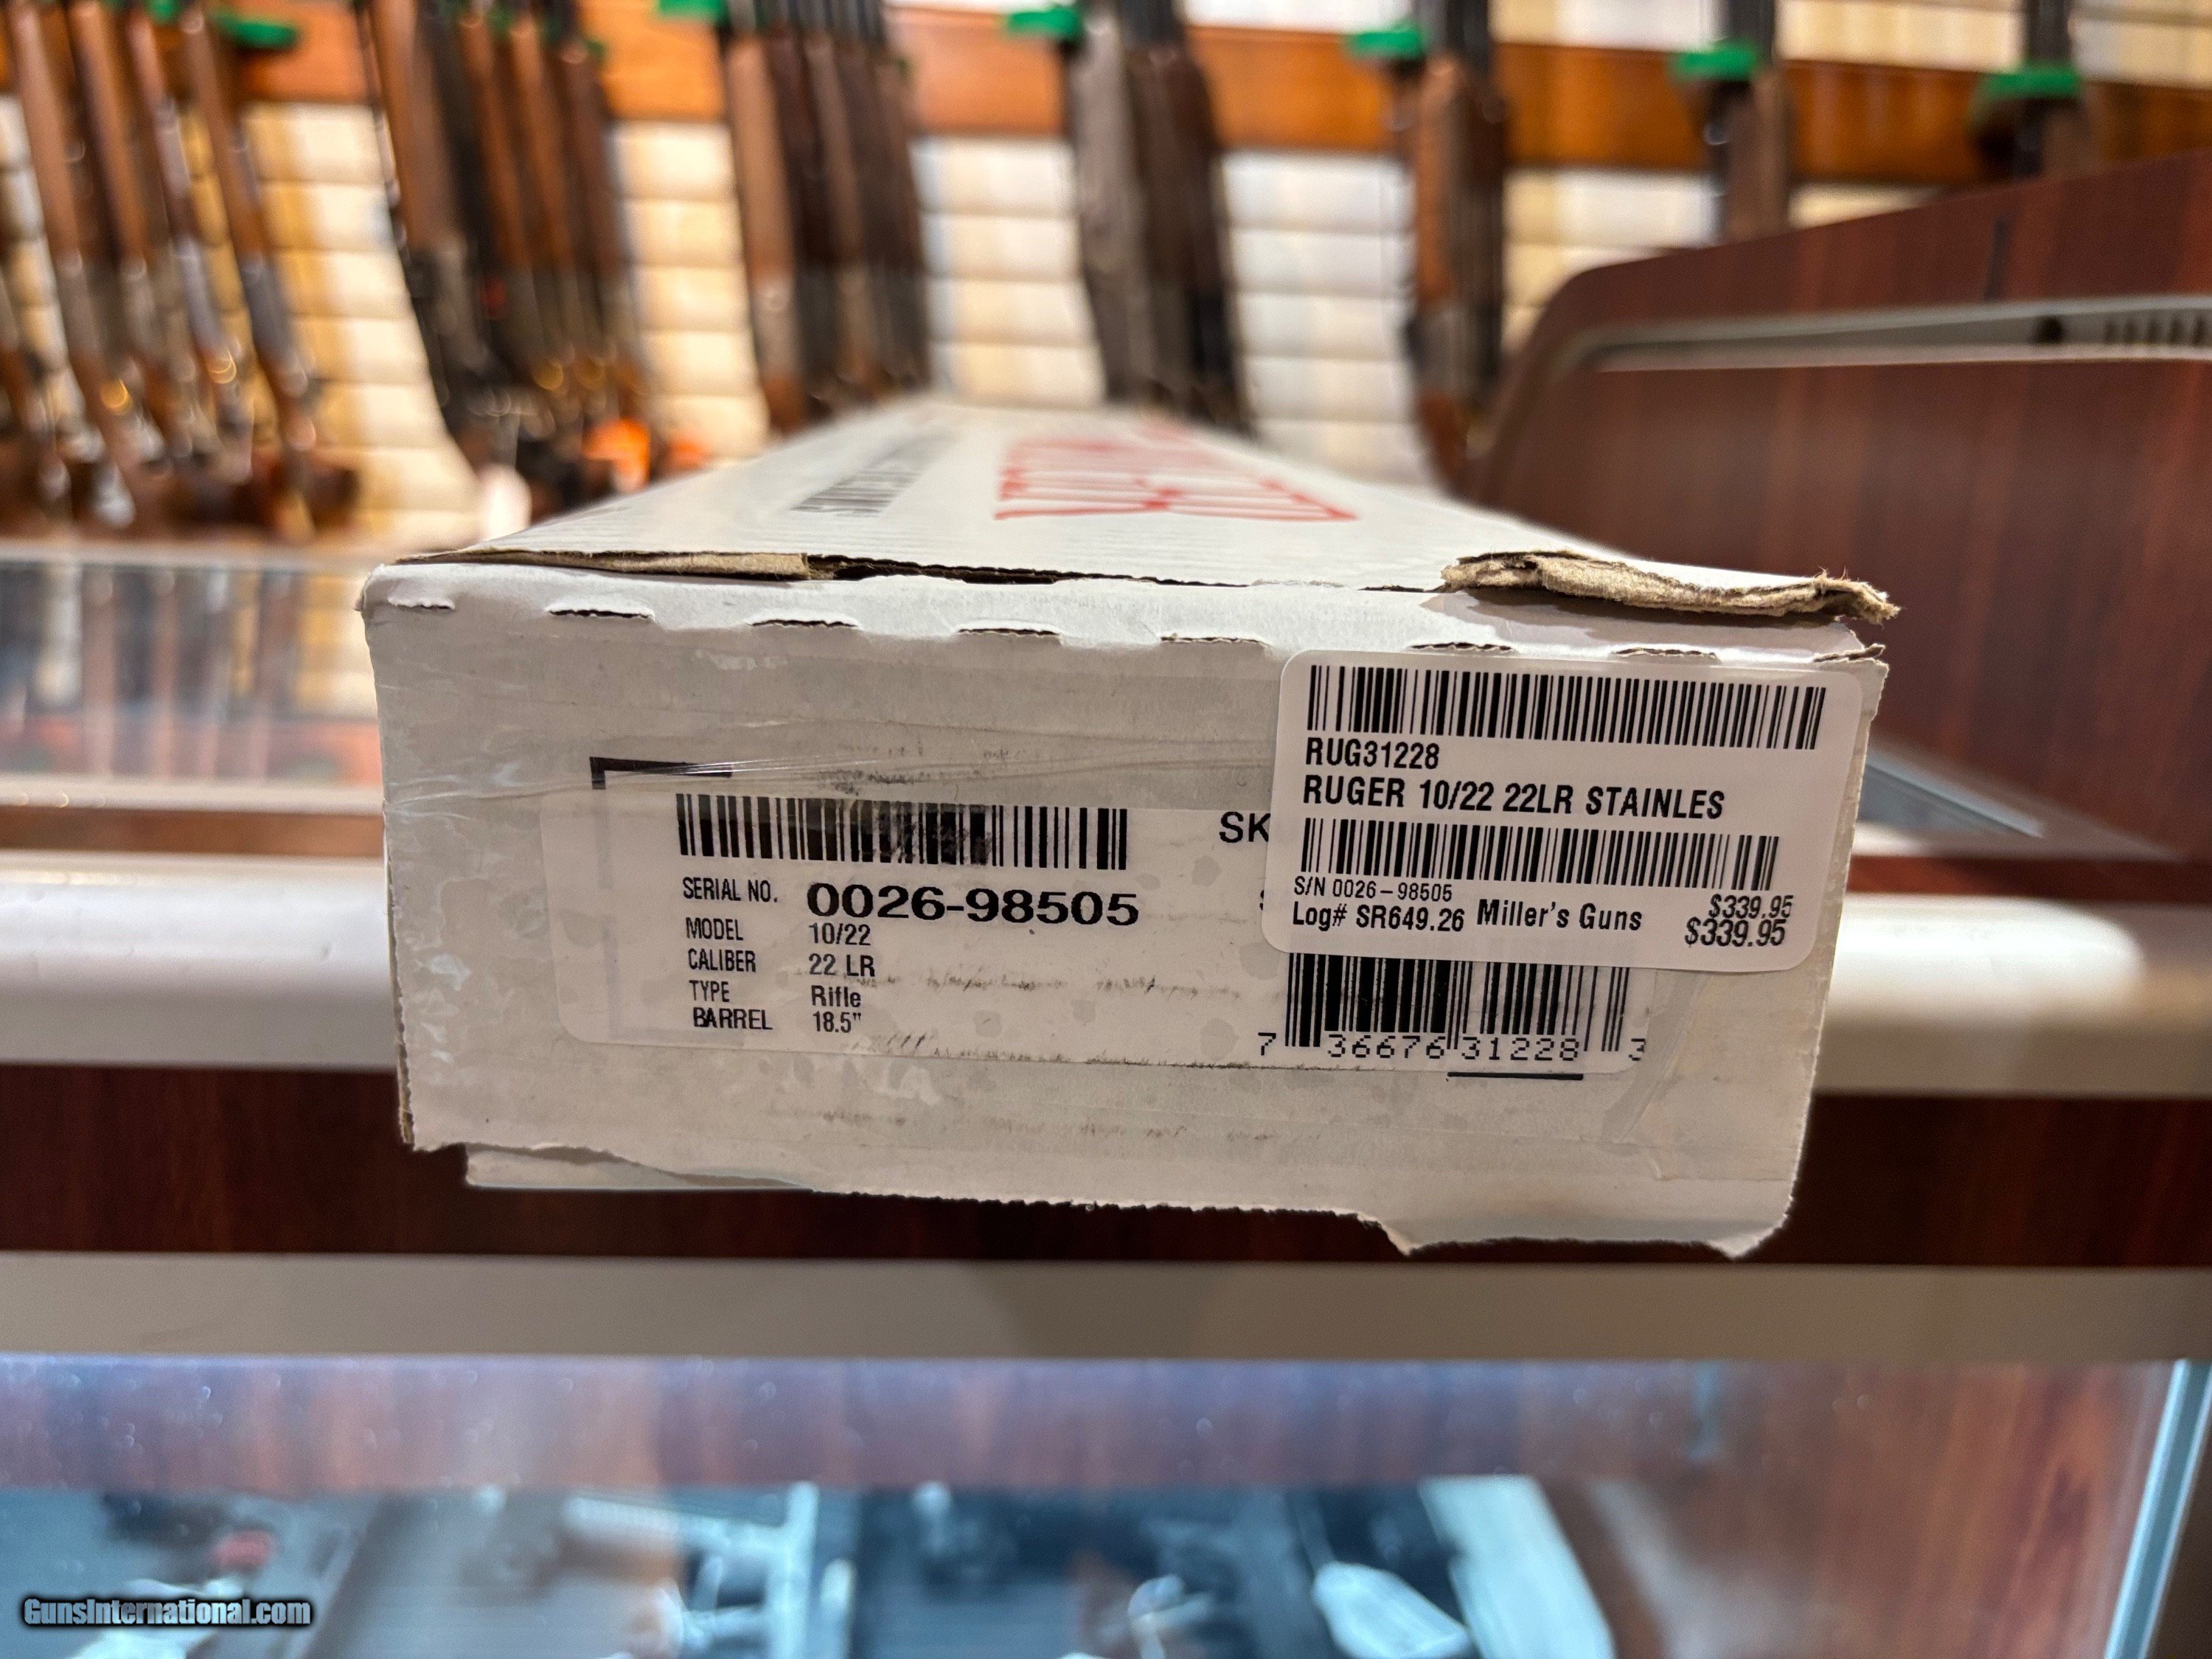 RUG31228
RUGER 10/22 22LR STAINLES
S/N 0026-98505
$339.95
Log# SR649.26 Miller's Guns $339.95
SK
SERIAL NO. 0026-98505
MODEL 10/22
CALIBER 22 LR
TYPE Rifle
BARREL 18.5"
7 36676 31228 3
GunsInternational.com